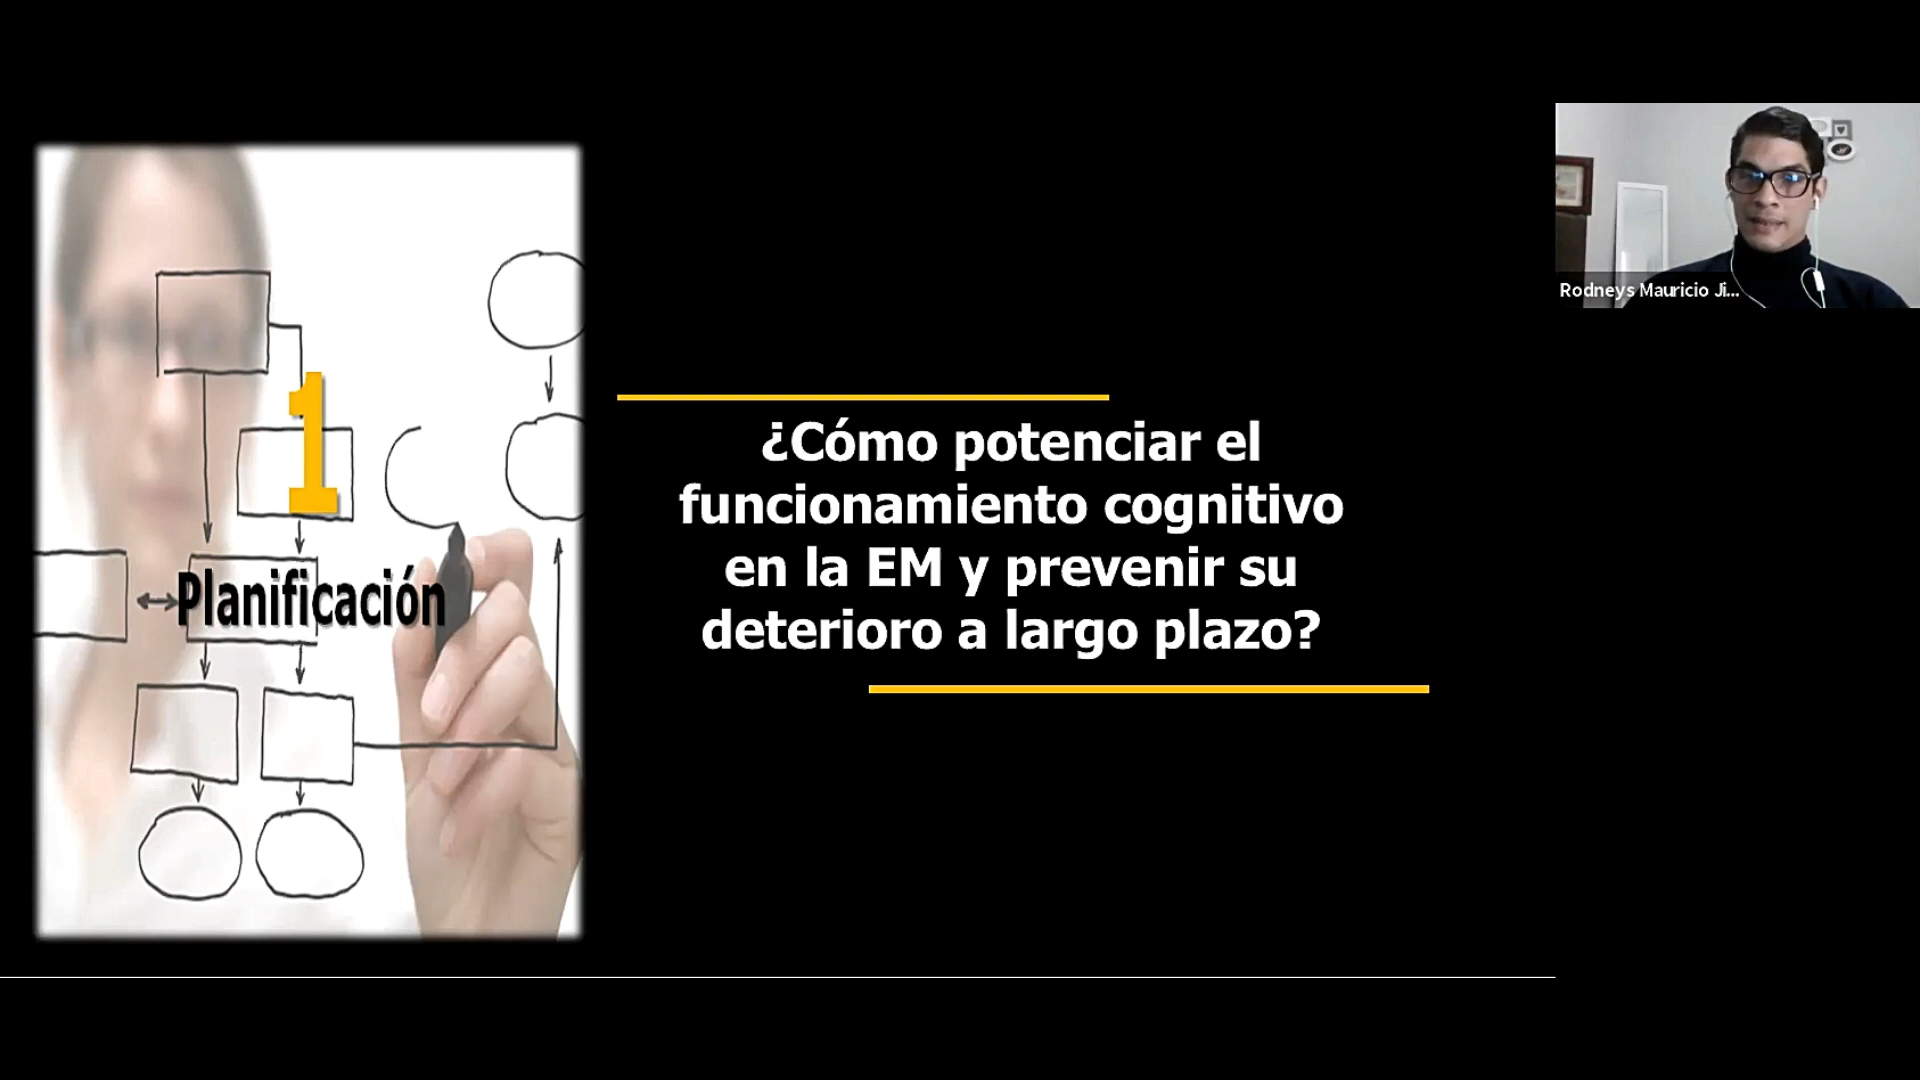 1
Planificación
¿Cómo potenciar el
funcionamiento cognitivo
en la EM y prevenir su
deterioro a largo plazo?
Rodneys Mauricio Ji...